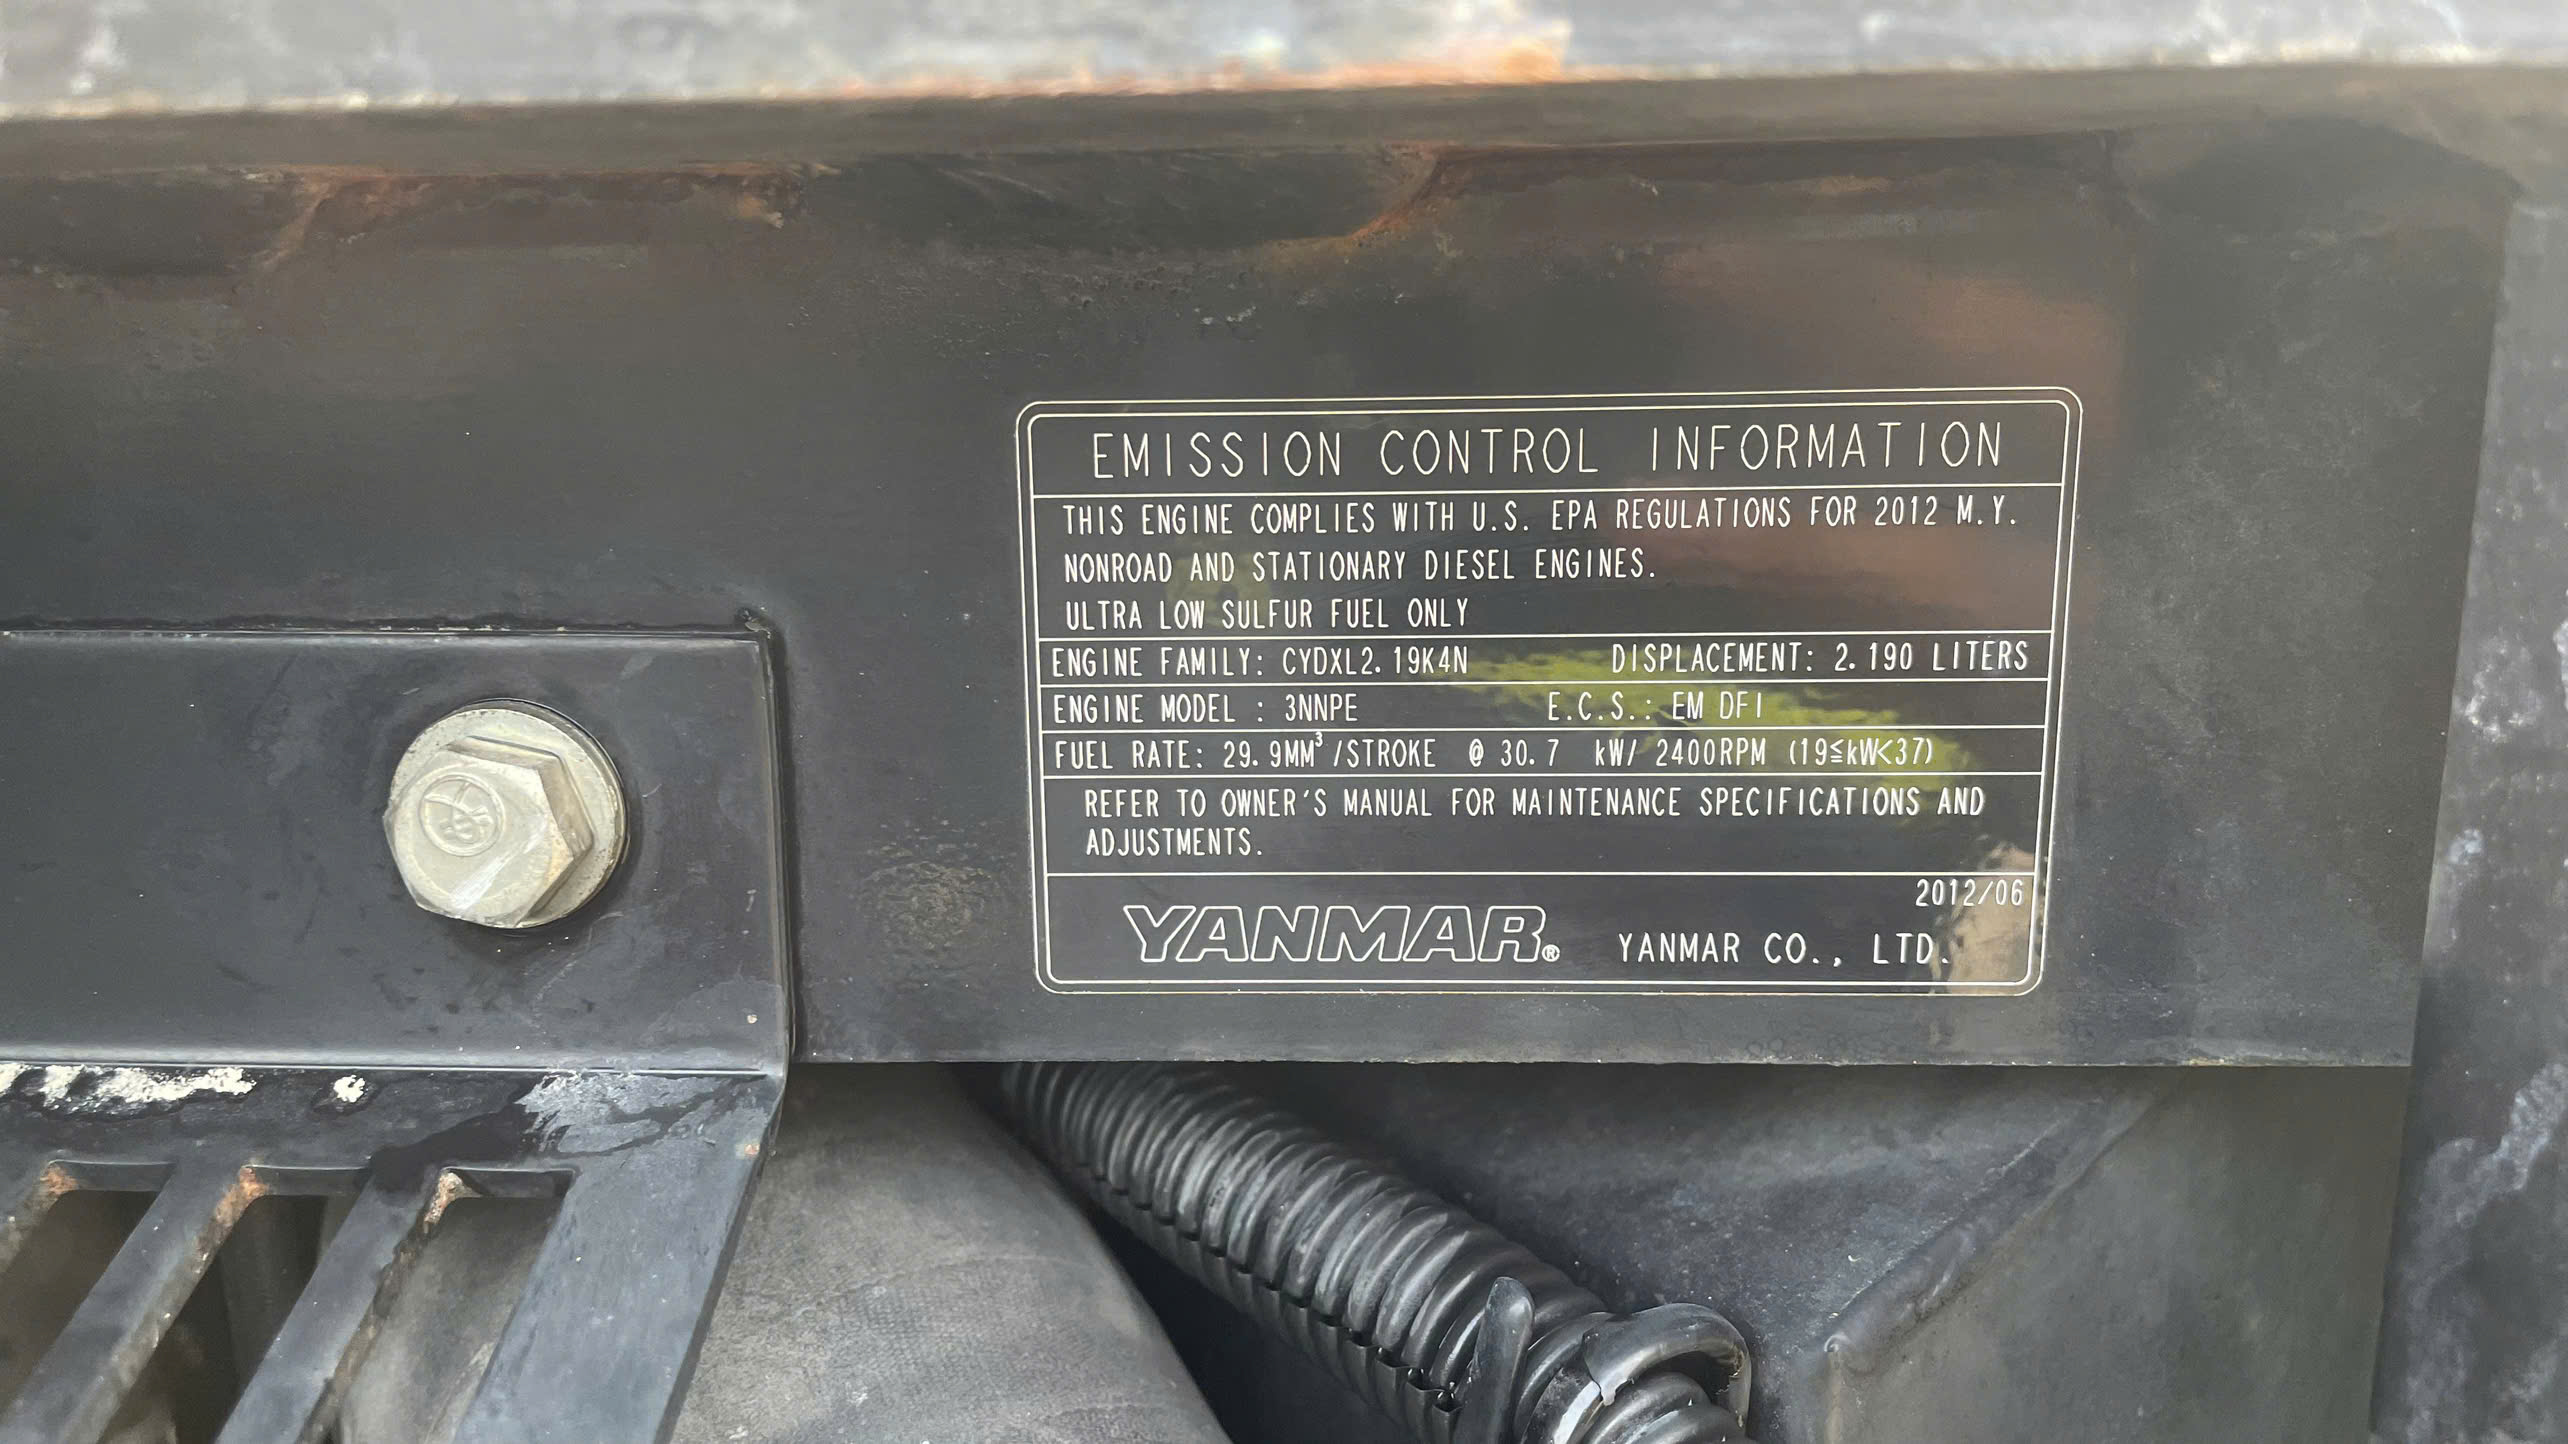 EMISSION CONTROL INFORMATION
THIS ENGINE COMPLIES WITH U.S. EPA REGULATIONS FOR 2012 M.Y.
NONROAD AND STATIONARY DIESEL ENGINES.
ULTRA LOW SULFUR FUEL ONLY
ENGINE FAMILY: CYDXL2.19K4N DISPLACEMENT: 2.190 LITERS
ENGINE MODEL : 3NNPE E.C.S.: EM DFI
FUEL RATE: 29.9MM³/STROKE @ 30.7 kW/ 2400RPM (19≦kW<37)
REFER TO OWNER'S MANUAL FOR MAINTENANCE SPECIFICATIONS AND
ADJUSTMENTS.
2012/06
YANMAR® YANMAR CO., LTD.